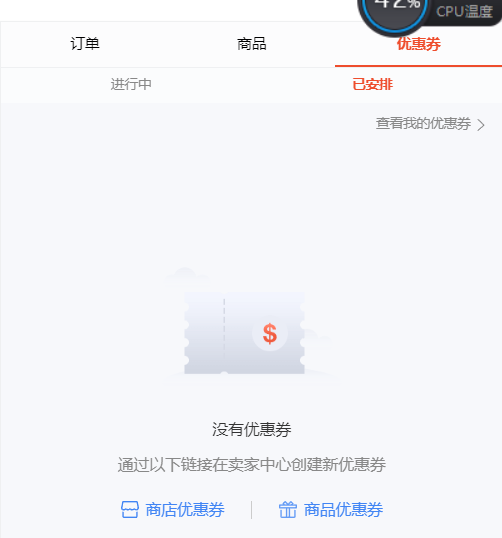 42%
CPU温度
订单 商品 优惠券
进行中 已安排
查看我的优惠券
$
没有优惠券
通过以下链接在卖家中心创建新优惠券
商店优惠券 商品优惠券